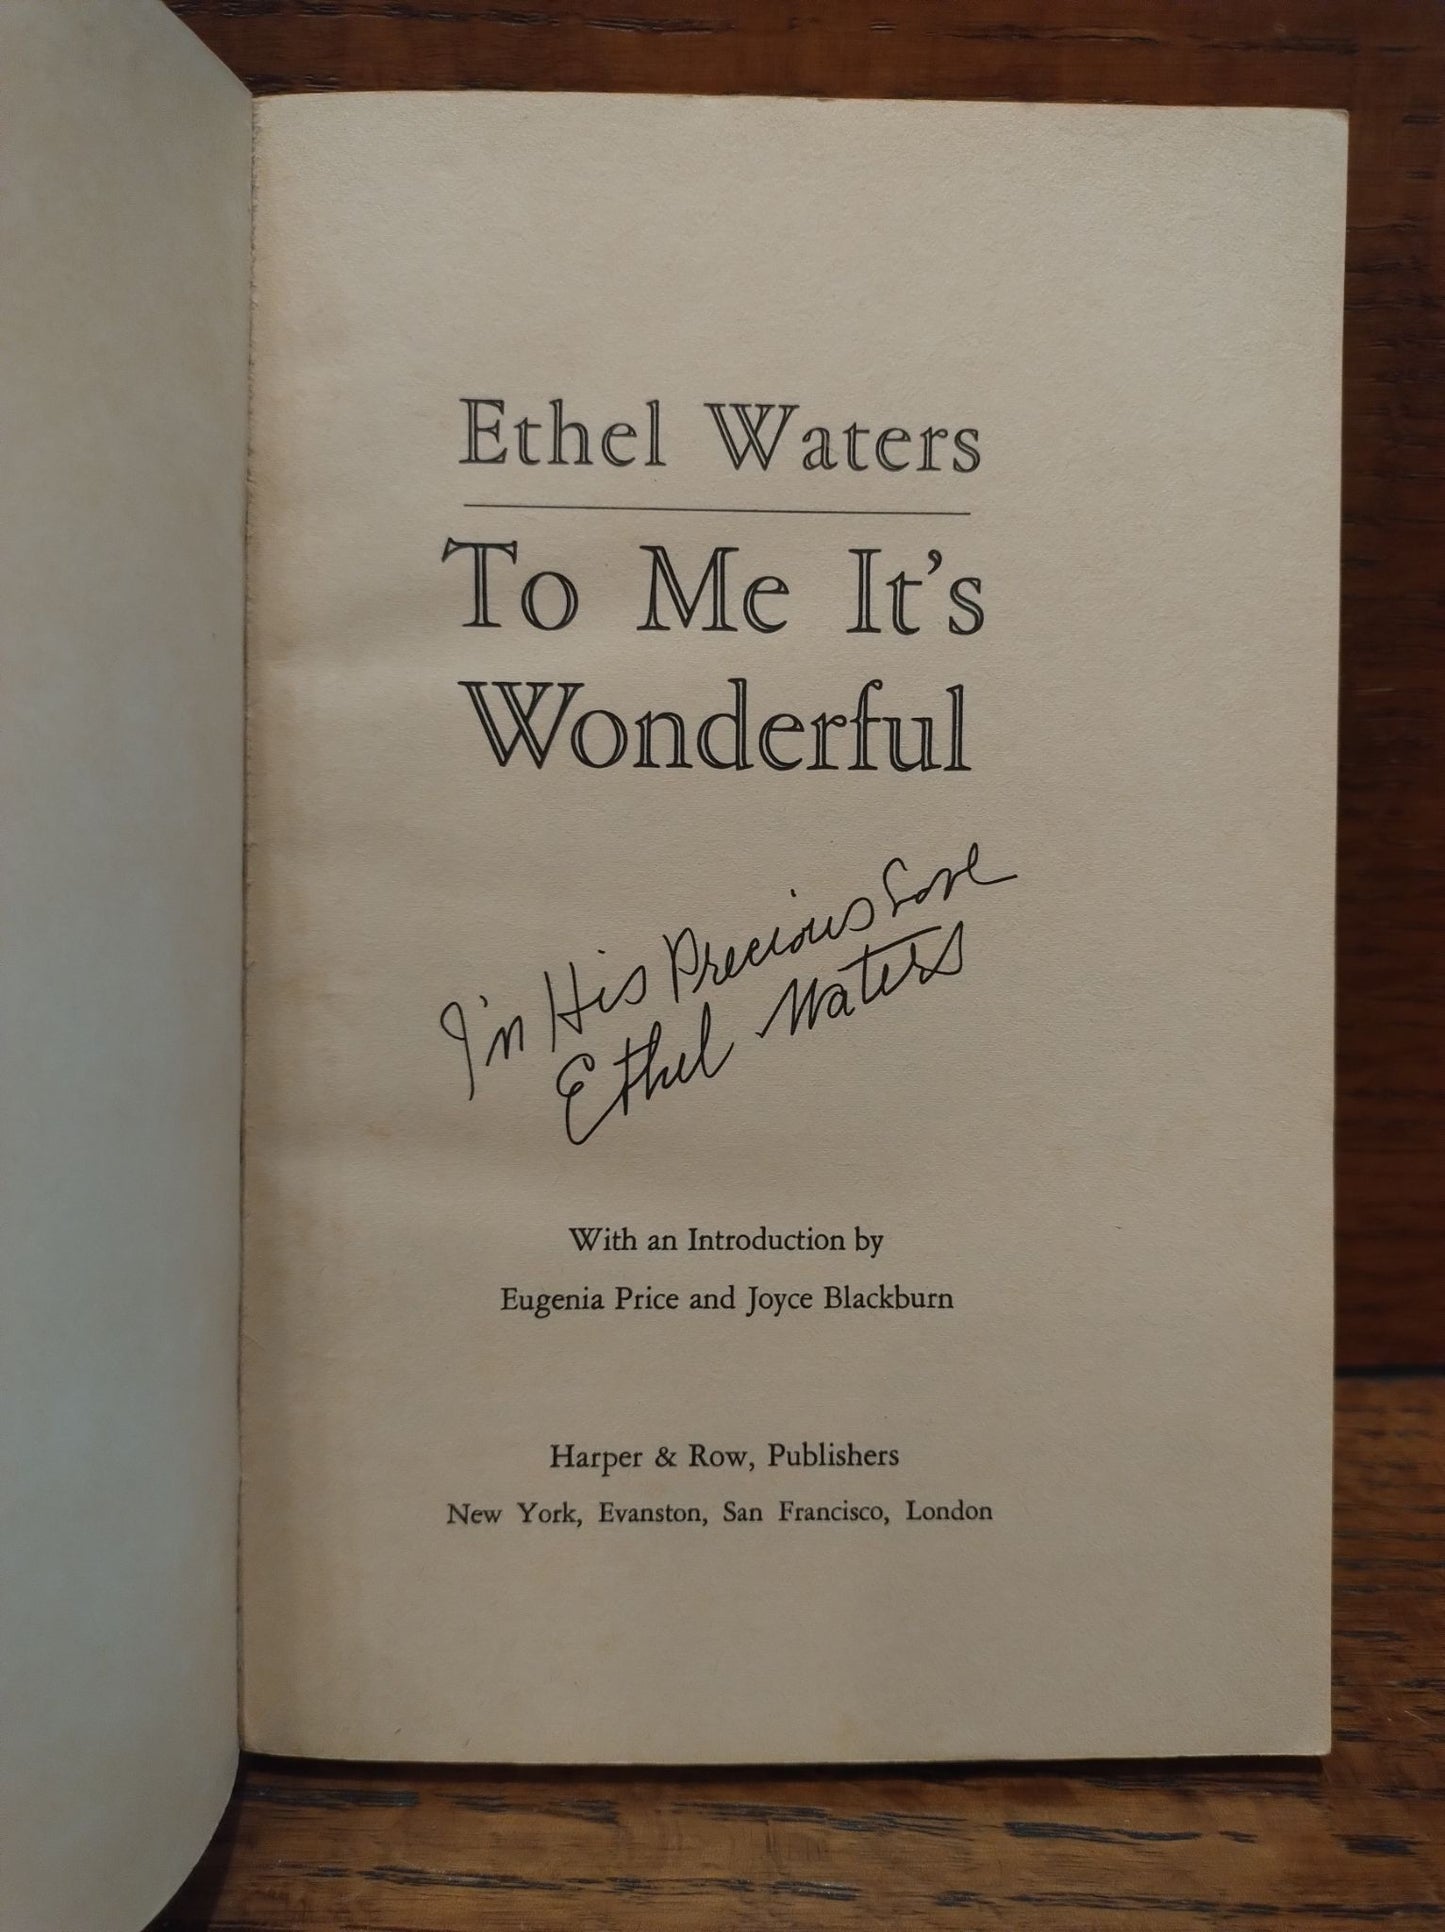 Ethel Waters
To Me It's
Wonderful
I'n His Precious Love
Ethel Waters
With an Introduction by
Eugenia Price and Joyce Blackburn
Harper & Row, Publishers
New York, Evanston, San Francisco, London